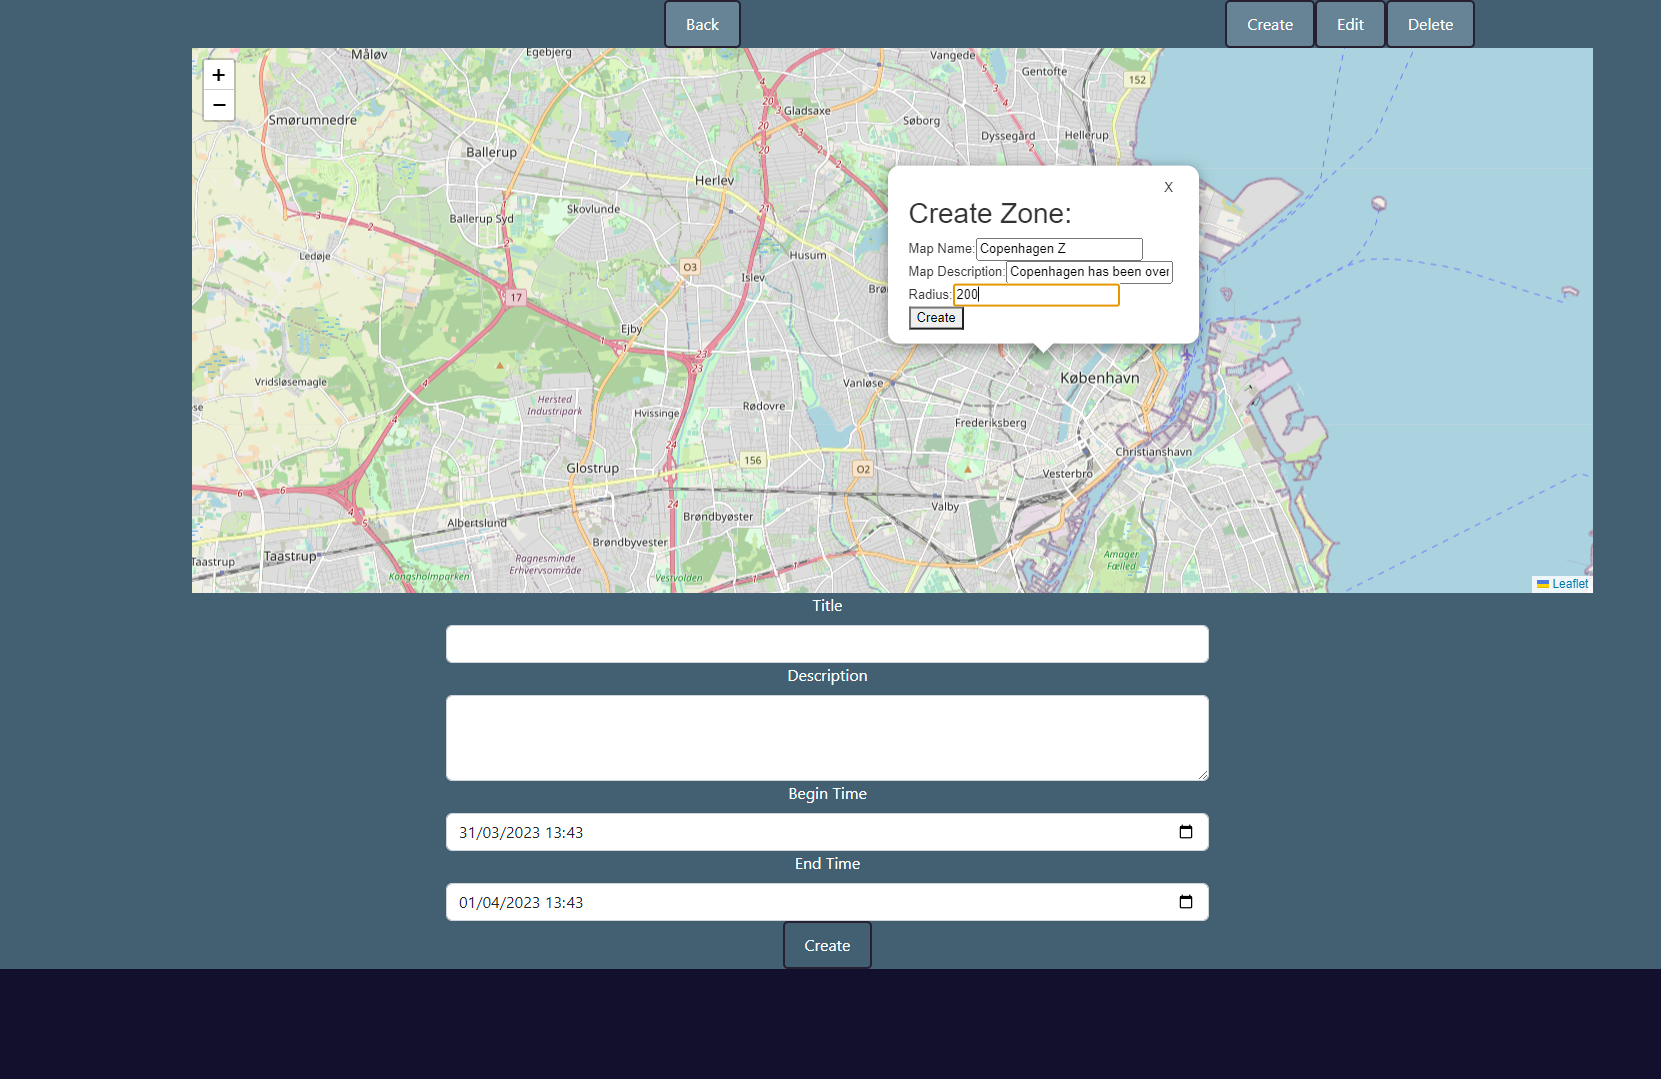 Back
Create Edit Delete
+
−
Måløv
Egebjerg
Vangede
Gentofte
152
Smørumnedre
Gladsaxe
Søborg
Dyssegård
Hellerup
Ballerup
Herlev
Skovlunde
Ballerup Syd
Ledøje
Husum
Islev
O3
17
Ejby
X
Create Zone:
Map Name: Copenhagen Z
Map Description: Copenhagen has been over
Radius: 200
Create
Vridsløsemagle
Hersted
Industripark
Hvissinge
Rødovre
Vanløse
København
Frederiksberg
Christianshavn
Vesterbro
Glostrup
156
O2
Valby
Albertslund
Brøndbyøster
Brøndbyvester
Taastrup
Taastrup
Ragnesminde
Erhvervsområde
Kongsholmparken
Vestvolden
Amager
Fælled
Leaflet
Title
Description
Begin Time
31/03/2023 13:43
End Time
01/04/2023 13:43
Create